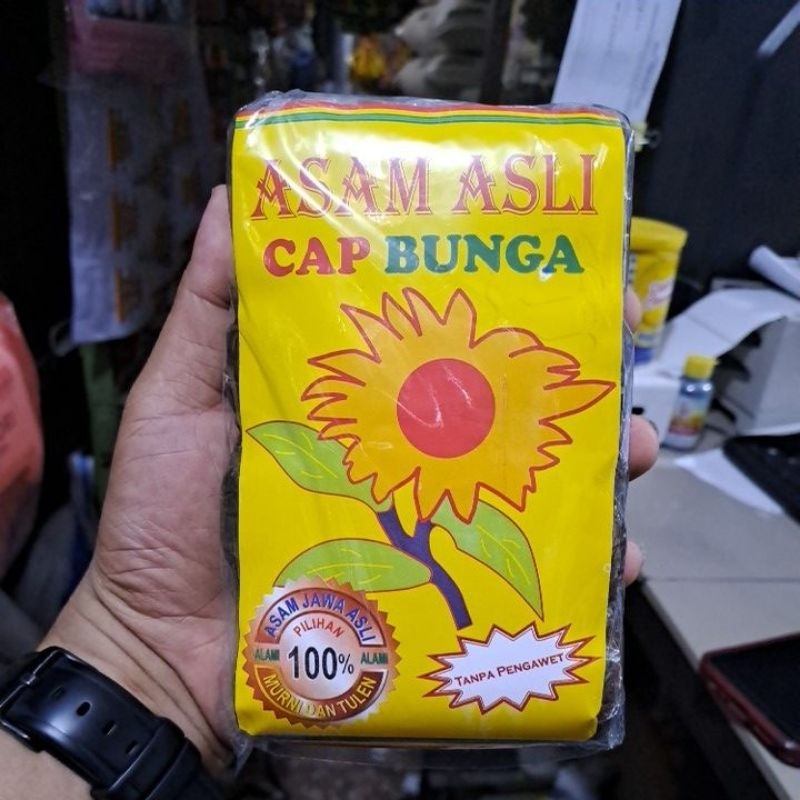 ASAM ASLI
CAP BUNGA
ASAM JAWA ASLI
PILIHAN
ALAMI 100% ALAMI
MURNI DAN TULEN
TANPA PENGAWET